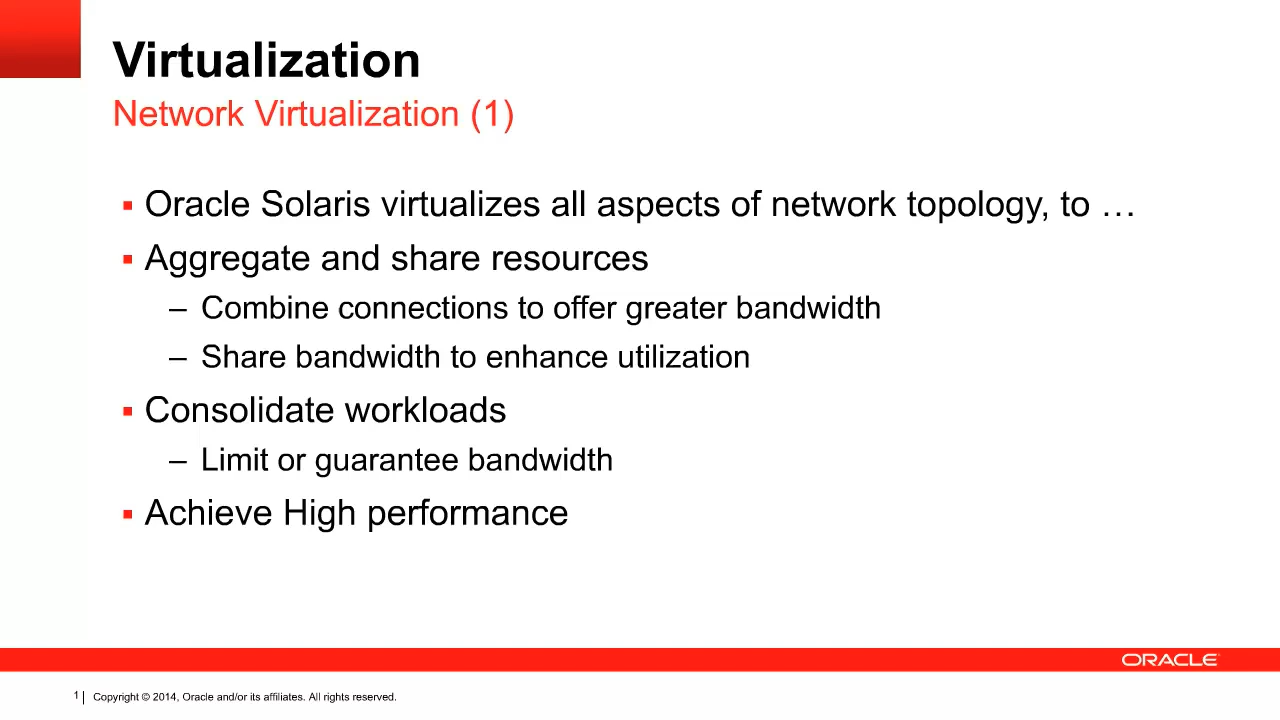 Virtualization
Network Virtualization (1)
▪ Oracle Solaris virtualizes all aspects of network topology, to …
▪ Aggregate and share resources
– Combine connections to offer greater bandwidth
– Share bandwidth to enhance utilization
▪ Consolidate workloads
– Limit or guarantee bandwidth
▪ Achieve High performance
ORACLE
1 | Copyright © 2014, Oracle and/or its affiliates. All rights reserved.